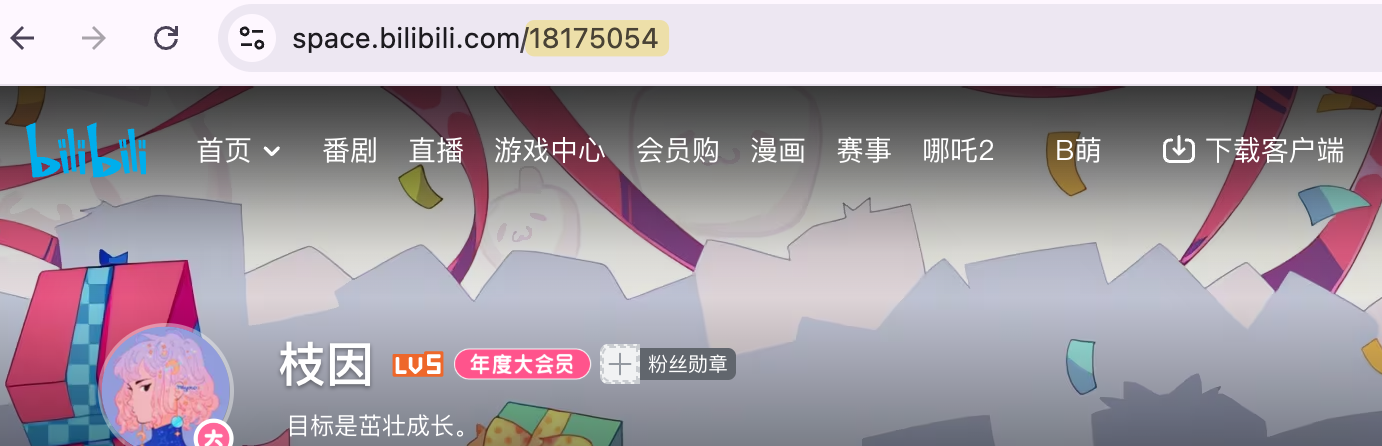 space.bilibili.com/18175054
bilibili 首页 番剧 直播 游戏中心 会员购 漫画 赛事 哪吒2 B萌 下载客户端
枝因 LV5 年度大会员 粉丝勋章
大
目标是茁壮成长。